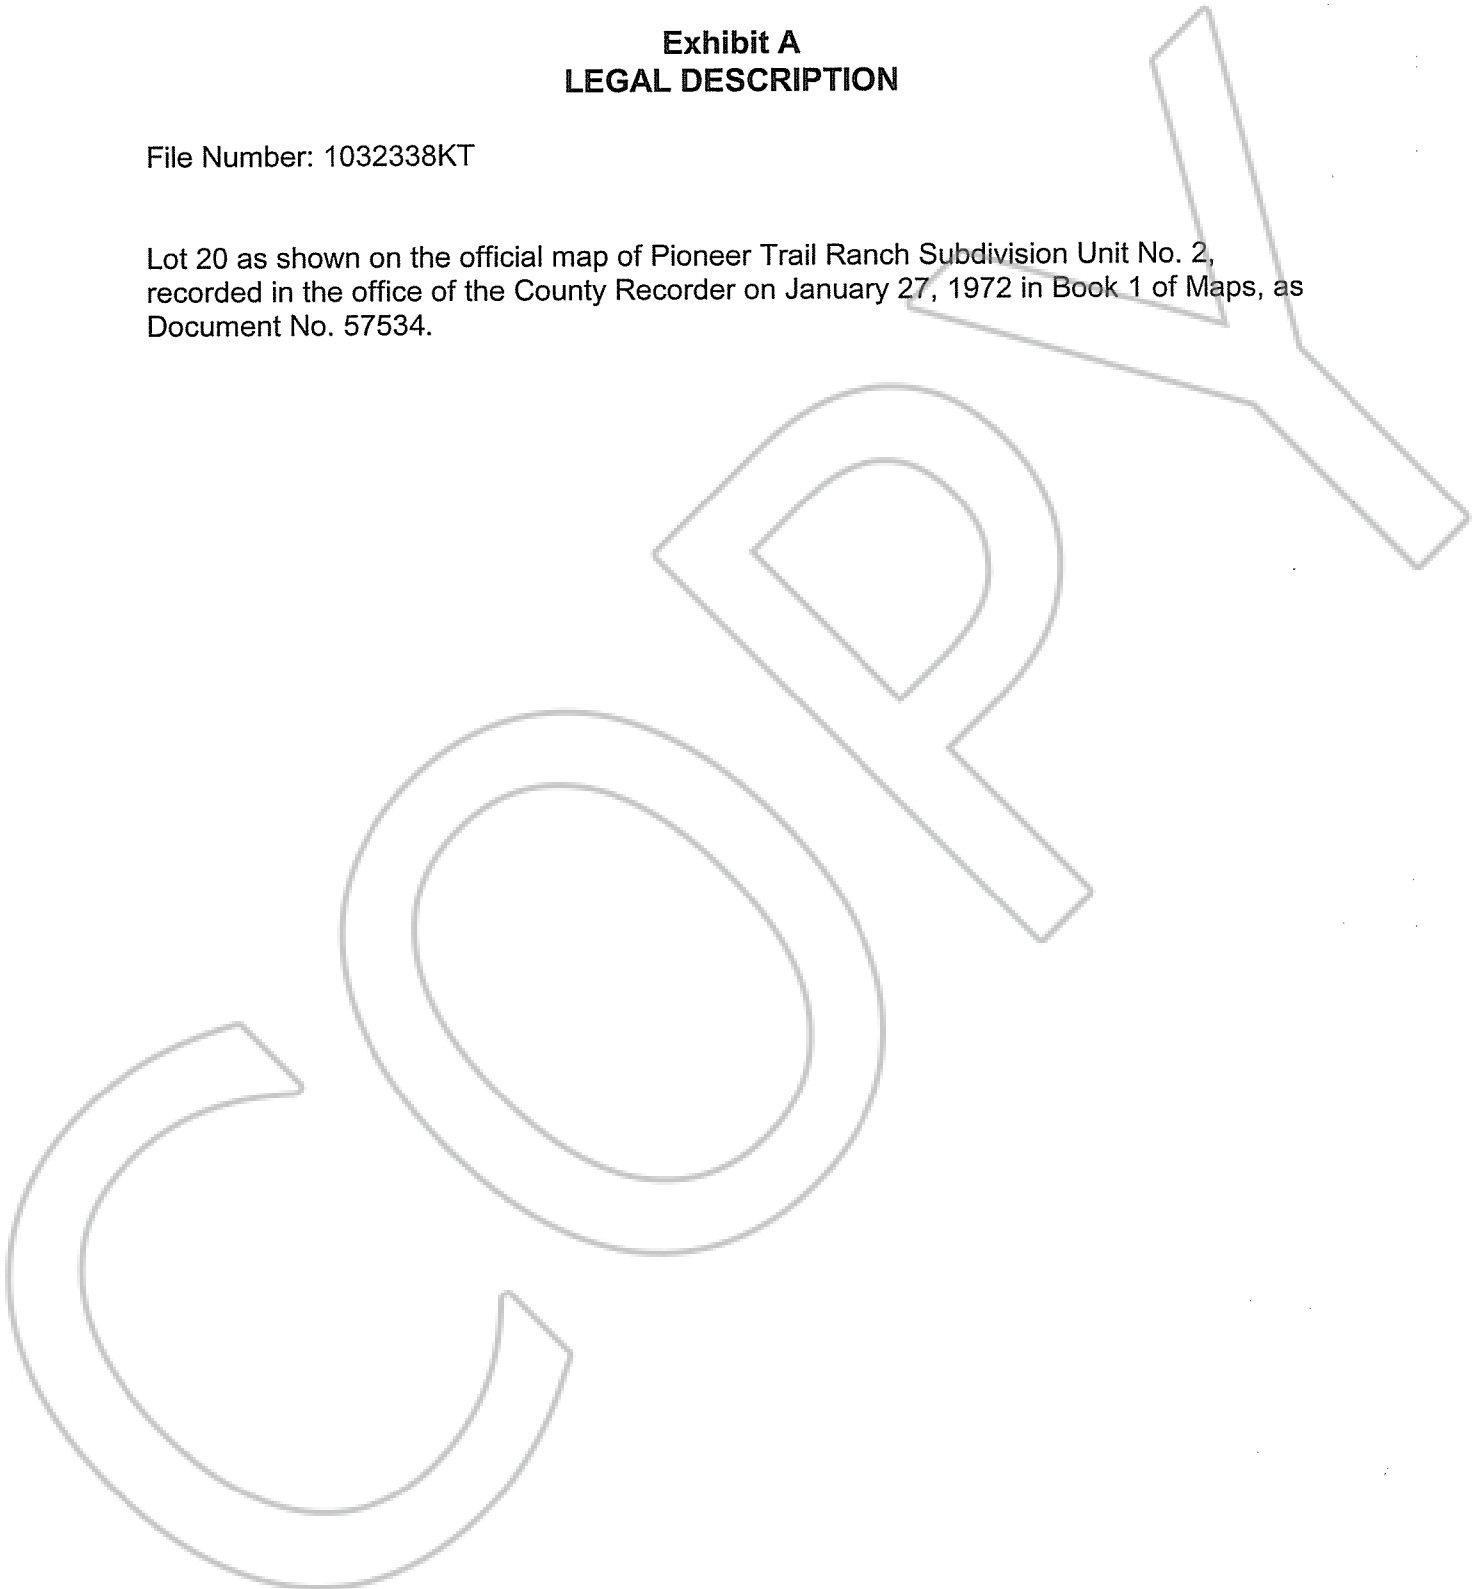 Exhibit A
LEGAL DESCRIPTION
File Number: 1032338KT
Lot 20 as shown on the official map of Pioneer Trail Ranch Subdivision Unit No. 2,
recorded in the office of the County Recorder on January 27, 1972 in Book 1 of Maps, as
Document No. 57534.
COPY